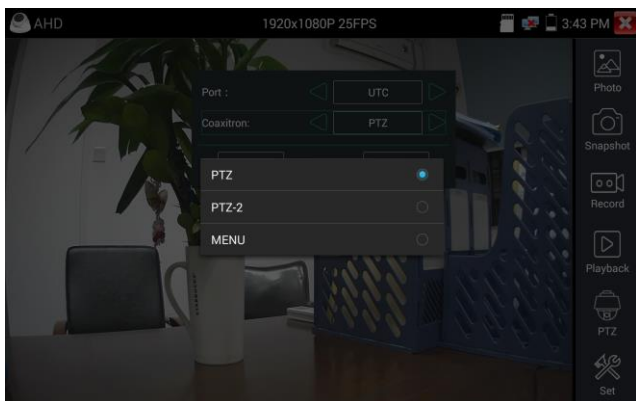 AHD 1920x1080P 25FPS 3:43 PM
Port : UTC
Coaxitron: PTZ
PTZ
PTZ-2
MENU
Photo
Snapshot
Record
Playback
PTZ
Set